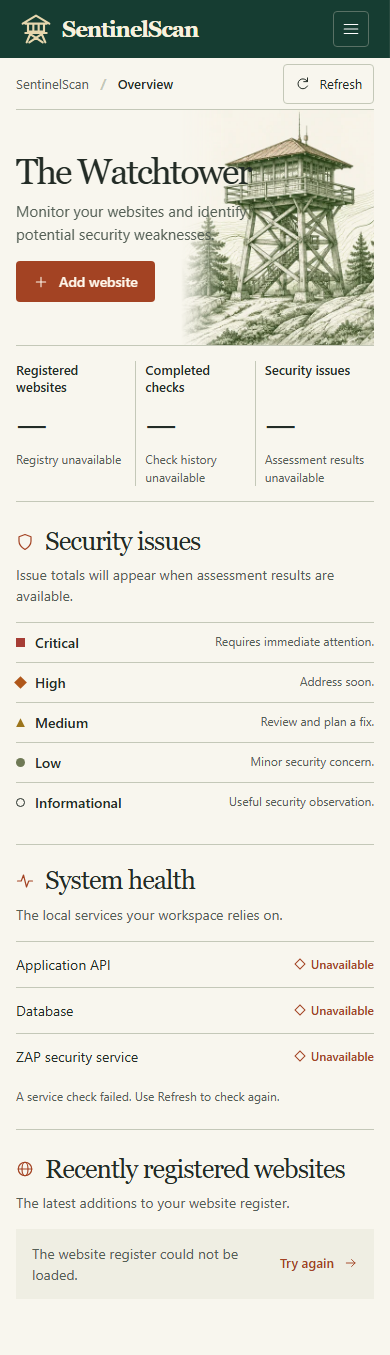 SentinelScan
SentinelScan / Overview
Refresh
The Watchtower
Monitor your websites and identify
potential security weaknesses.
+ Add website
Registered
websites
—
Registry unavailable
Completed
checks
—
Check history
unavailable
Security issues
—
Assessment results
unavailable
Security issues
Issue totals will appear when assessment results are
available.
Critical Requires immediate attention.
High Address soon.
Medium Review and plan a fix.
Low Minor security concern.
Informational Useful security observation.
System health
The local services your workspace relies on.
Application API Unavailable
Database Unavailable
ZAP security service Unavailable
A service check failed. Use Refresh to check again.
Recently registered websites
The latest additions to your website register.
The website register could not be
loaded.
Try again →